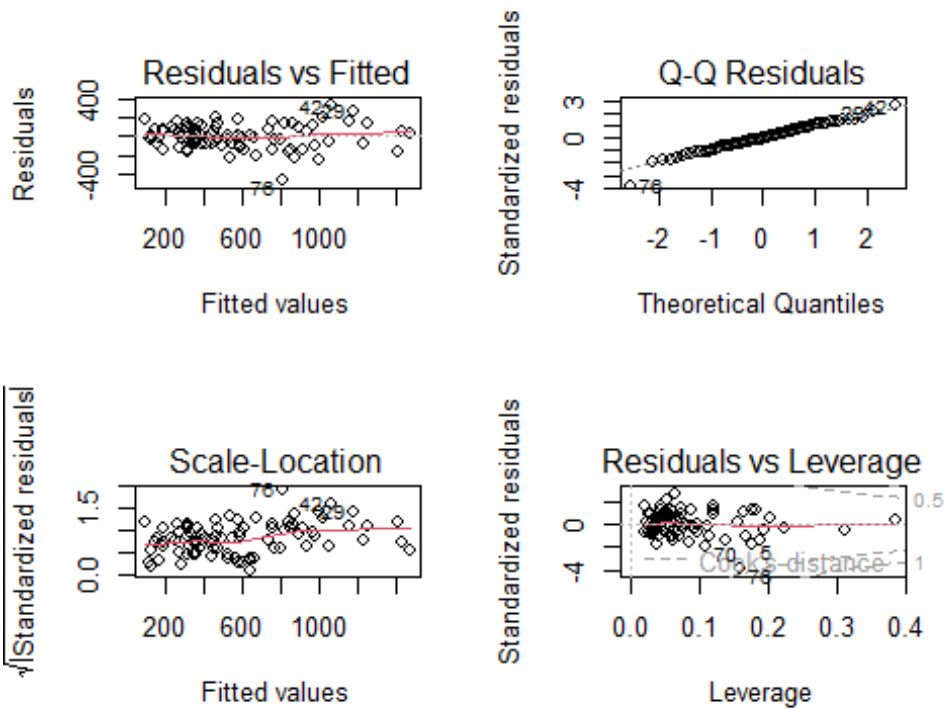 Residuals vs Fitted
Residuals
400
-400
42
29
76
200 600 1000
Fitted values
Q-Q Residuals
Standardized residuals
3
0
-4
29
42
76
-2 -1 0 1 2
Theoretical Quantiles
Scale-Location
√|Standardized residuals|
1.5
0.0
76
42
29
200 600 1000
Fitted values
Residuals vs Leverage
Standardized residuals
0
-4
70
5
76
Cook's distance
0.5
1
0.0 0.1 0.2 0.3 0.4
Leverage